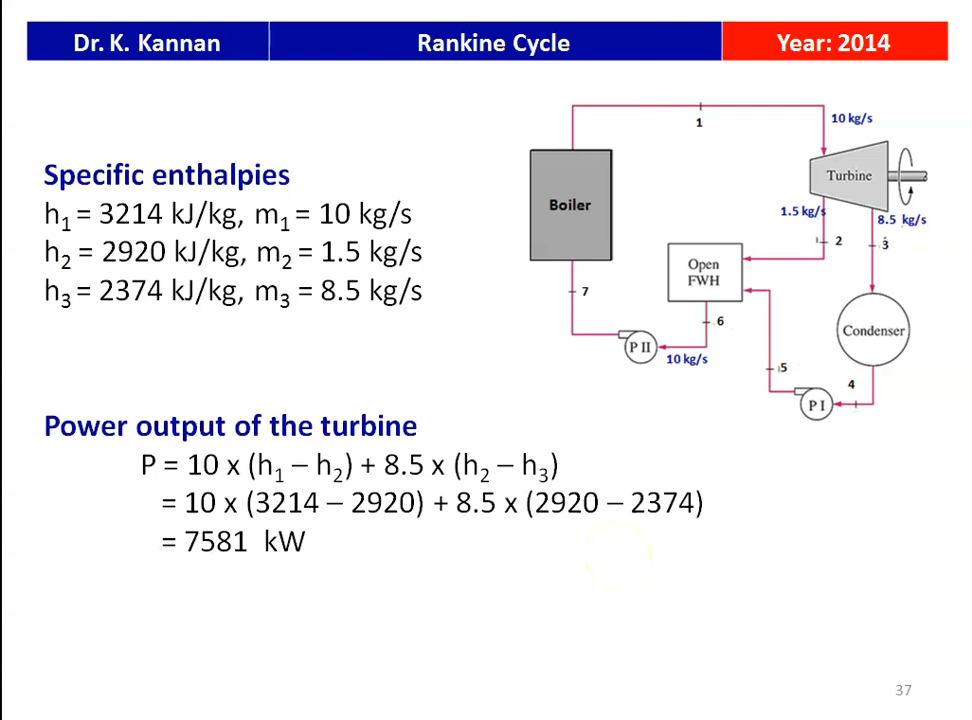 Dr. K. Kannan Rankine Cycle Year: 2014
Specific enthalpies
h₁ = 3214 kJ/kg, m₁ = 10 kg/s
h₂ = 2920 kJ/kg, m₂ = 1.5 kg/s
h₃ = 2374 kJ/kg, m₃ = 8.5 kg/s
1
10 kg/s
Turbine
Boiler
1.5 kg/s
8.5 kg/s
2
3
Open
FWH
7
6
Condenser
P II
10 kg/s
5
4
P I
Power output of the turbine
P = 10 x (h₁ – h₂) + 8.5 x (h₂ – h₃)
= 10 x (3214 – 2920) + 8.5 x (2920 – 2374)
= 7581 kW
37